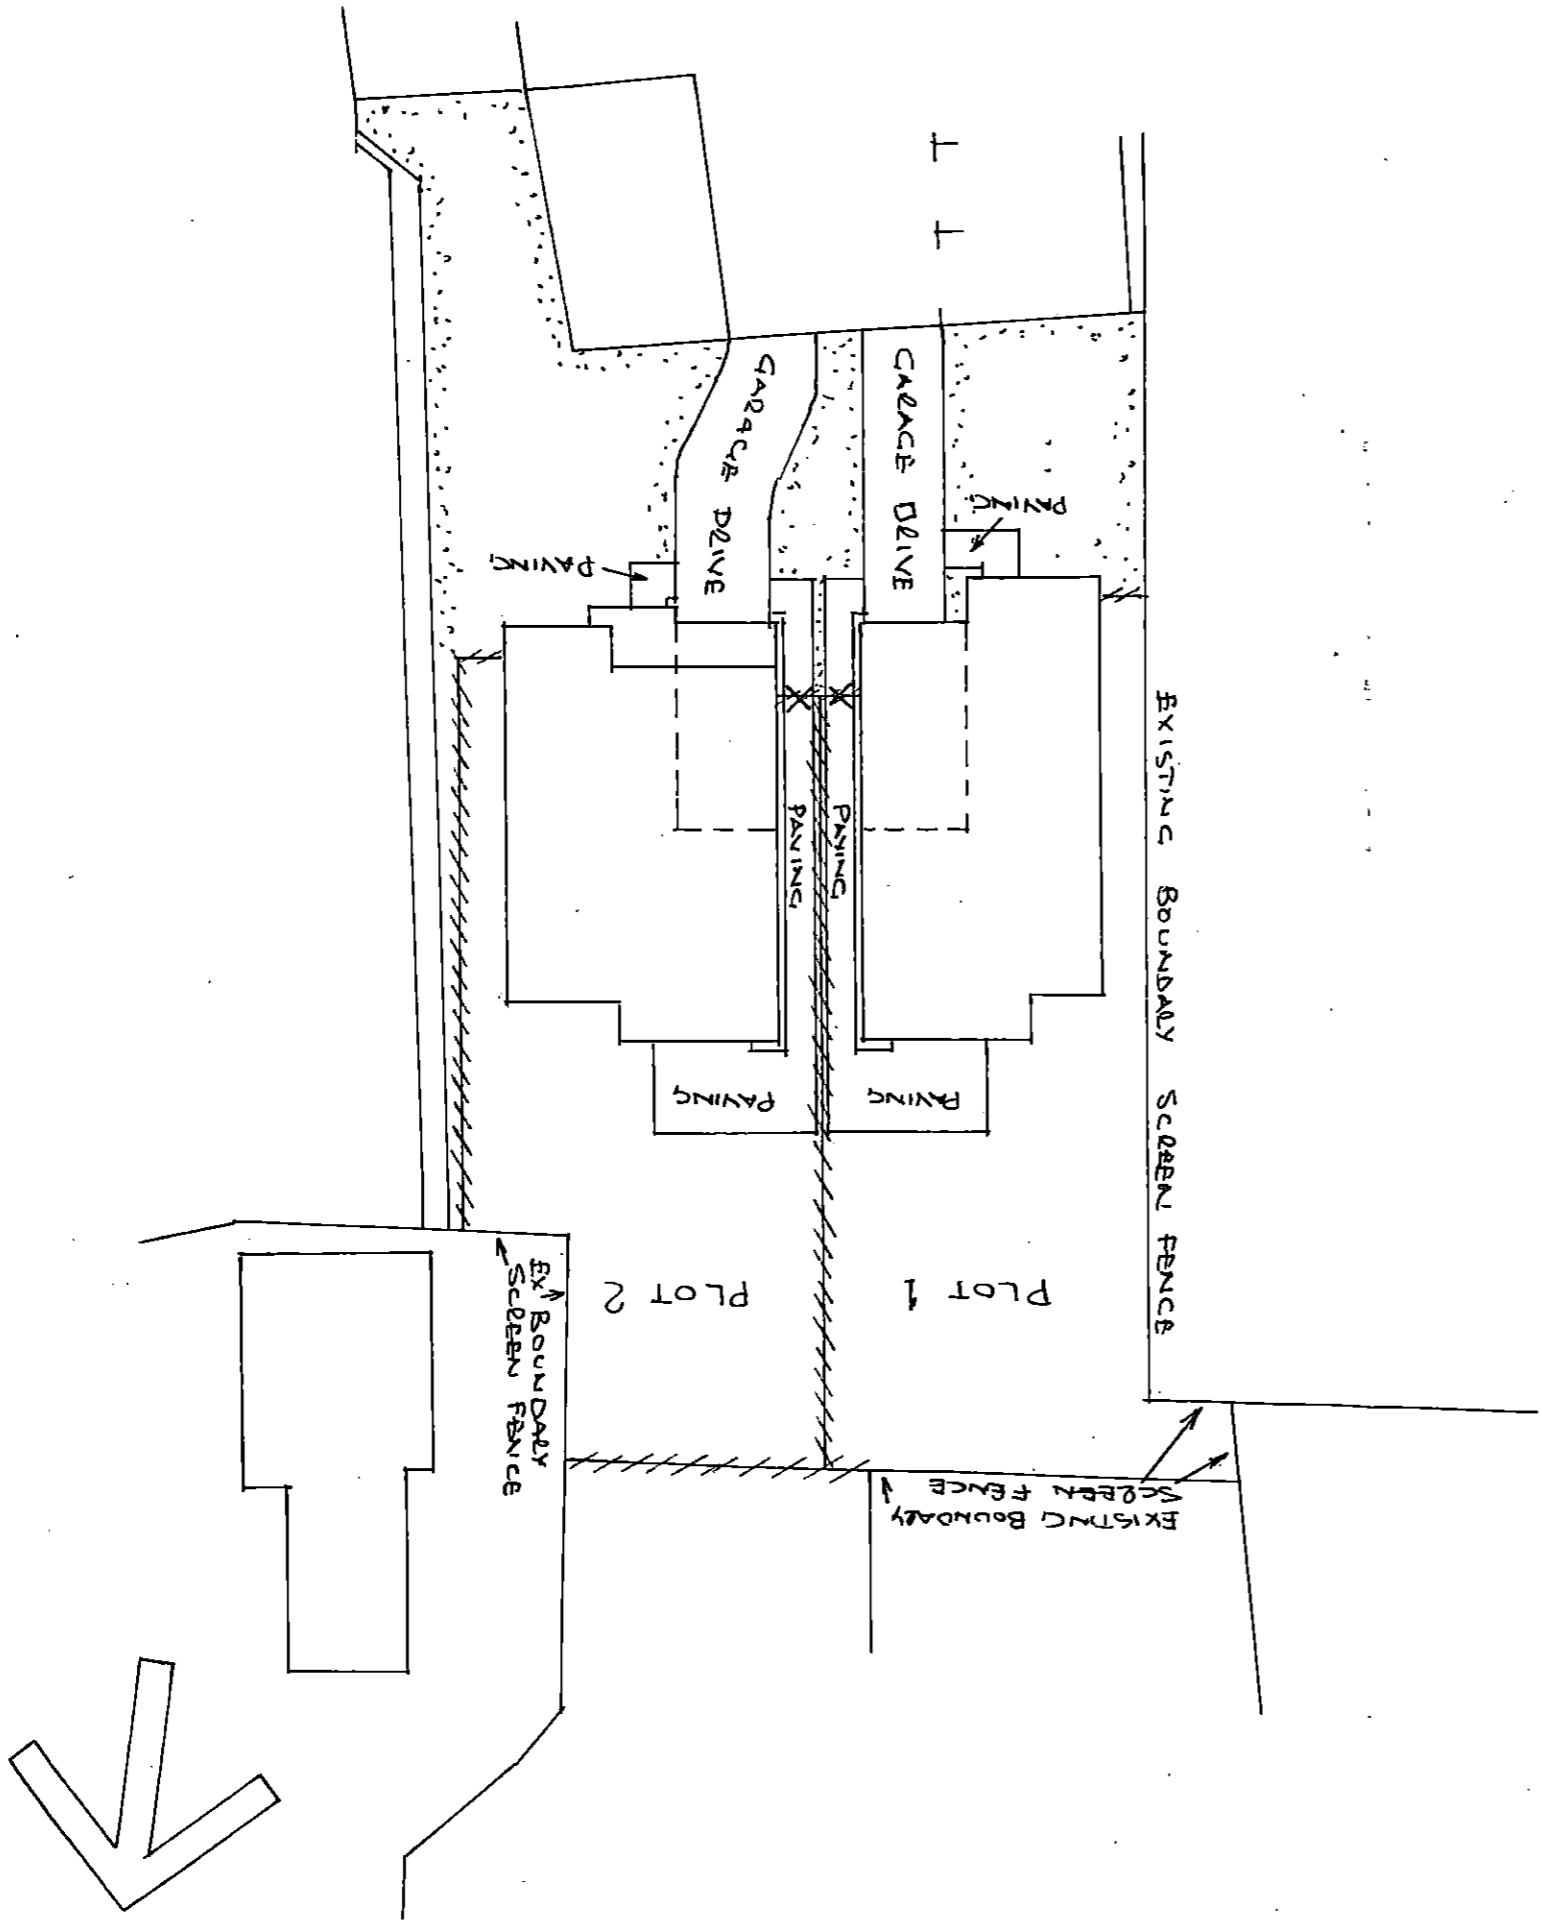 EXISTING BOUNDARY
SCREEN FENCE
PLOT 1
PLOT 2
EXT BOUNDARY
SCREEN FENCE
EXISTING BOUNDARY SCREEN FENCE
PAVING
PAVING
PAVING
PAVING
PAVING
PAVING
GARAGE DRIVE
GARAGE DRIVE
T
T